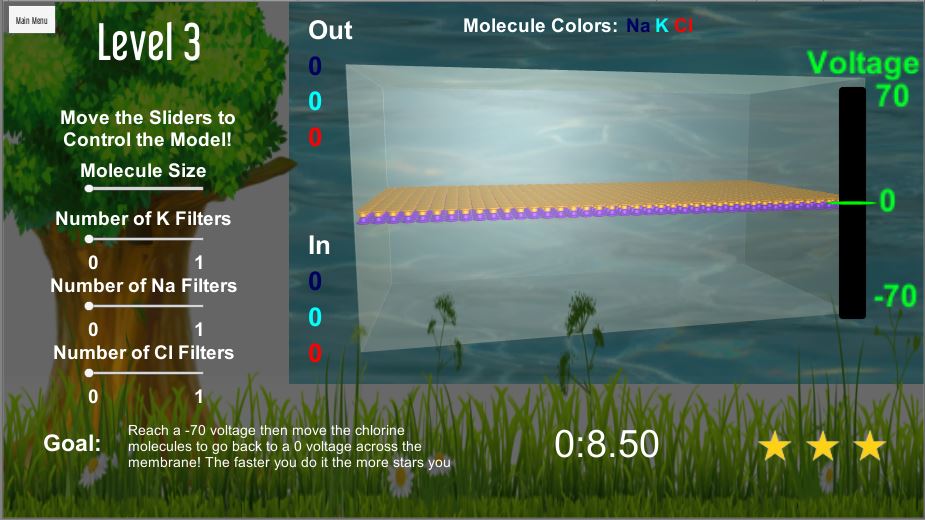 Main Menu
Level 3
Move the Sliders to
Control the Model!
Molecule Size
Number of K Filters
0 1
Number of Na Filters
0 1
Number of Cl Filters
0 1
Out
0
0
0
In
0
0
0
Molecule Colors: Na K Cl
Voltage
70
0
-70
Goal:
Reach a -70 voltage then move the chlorine
molecules to go back to a 0 voltage across the
membrane! The faster you do it the more stars you
0:8.50